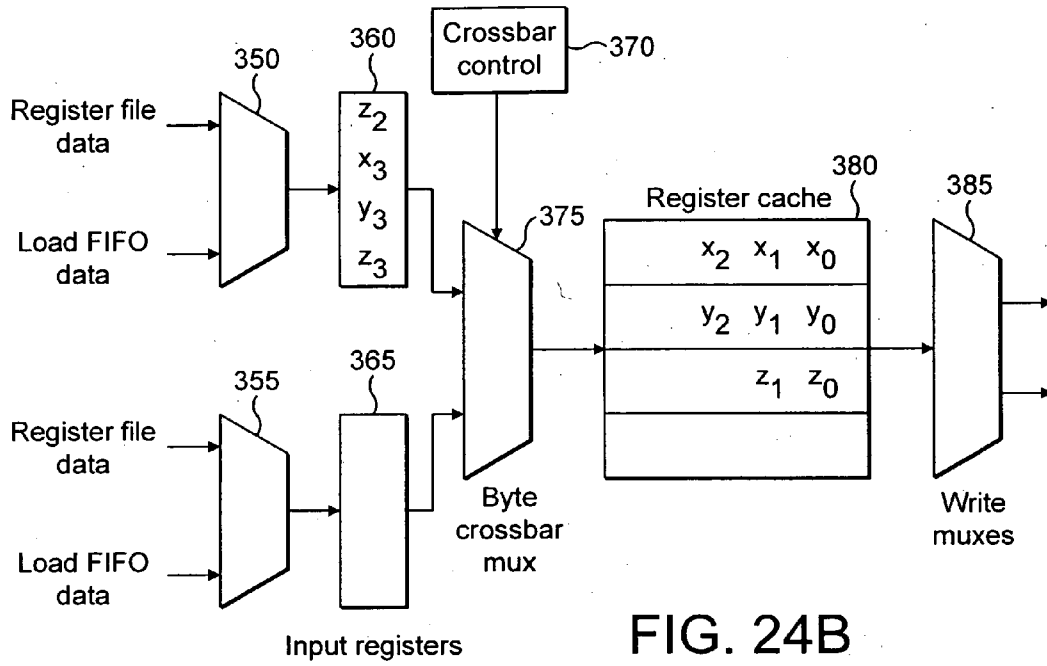 350
360
Crossbar
control
370
Register file
data
Load FIFO
data
z2
x3
y3
z3
375
Register cache
380
385
x2 x1 x0
y2 y1 y0
z1 z0
355
365
Register file
data
Load FIFO
data
Byte
crossbar
mux
Write
muxes
Input registers
FIG. 24B